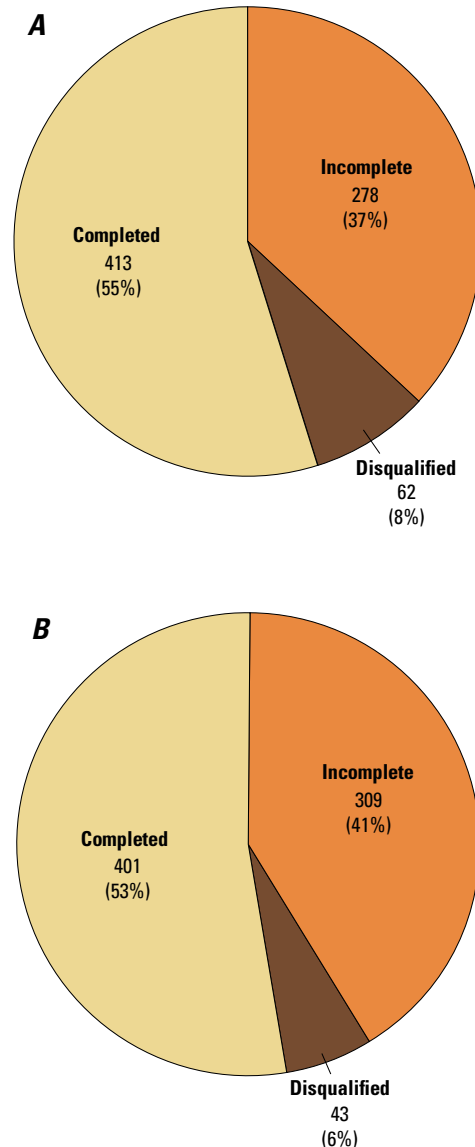 A
Incomplete
278
(37%)
Completed
413
(55%)
Disqualified
62
(8%)
B
Incomplete
309
(41%)
Completed
401
(53%)
Disqualified
43
(6%)